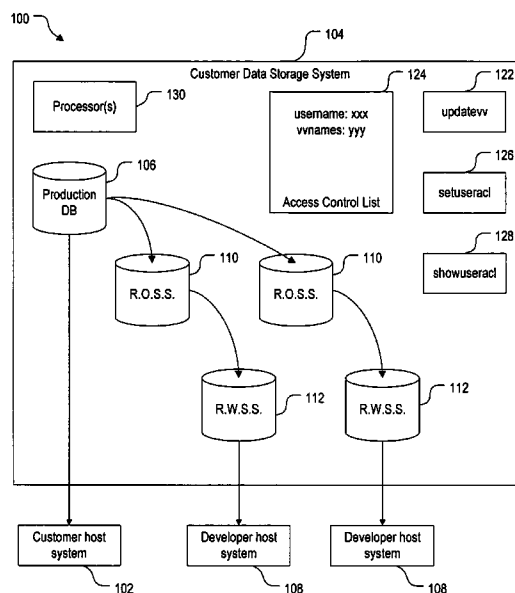 100
104
Customer Data Storage System
124
122
Processor(s)
130
username: xxx
vvnames: yyy
Access Control List
updatevv
126
setuseracl
128
showuseracl
106
Production
DB
110
R.O.S.S.
110
R.O.S.S.
R.W.S.S.
112
R.W.S.S.
112
Customer host
system
102
Developer host
system
108
Developer host
system
108